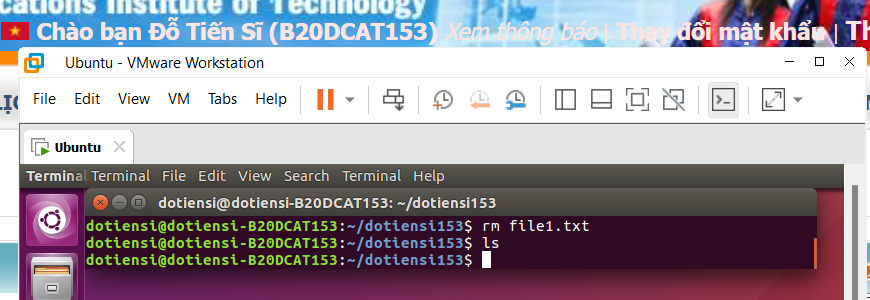 cations Institute of Technology
Chào bạn Đỗ Tiến Sĩ (B20DCAT153) Xem thông báo | Thay đổi mật khẩu |
Ubuntu - VMware Workstation
File Edit View VM Tabs Help
Ubuntu
Terminal Terminal File Edit View Search Terminal Help
dotiensi@dotiensi-B20DCAT153: ~/dotiensi153
dotiensi@dotiensi-B20DCAT153:~/dotiensi153$ rm file1.txt
dotiensi@dotiensi-B20DCAT153:~/dotiensi153$ ls
dotiensi@dotiensi-B20DCAT153:~/dotiensi153$